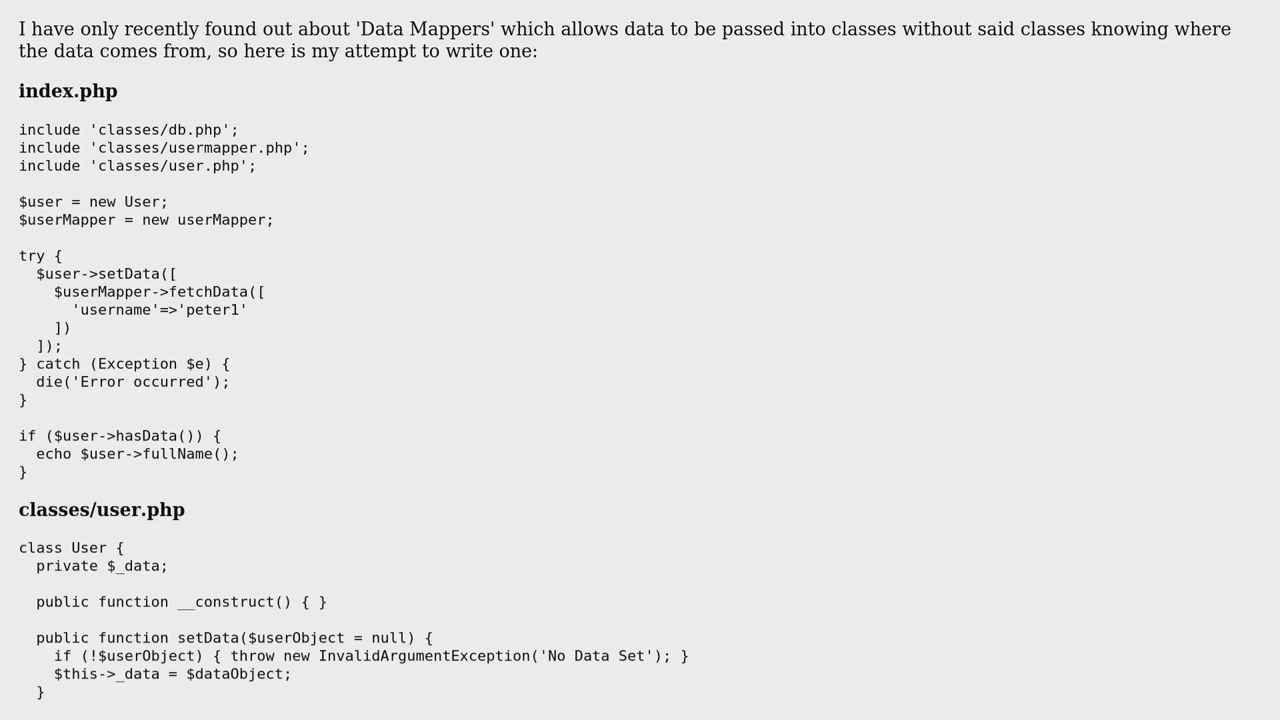 I have only recently found out about 'Data Mappers' which allows data to be passed into classes without said classes knowing where
the data comes from, so here is my attempt to write one:
index.php
include 'classes/db.php';
include 'classes/usermapper.php';
include 'classes/user.php';
$user = new User;
$userMapper = new userMapper;
try {
  $user->setData([
    $userMapper->fetchData([
      'username'=>'peter1'
    ])
  ]);
} catch (Exception $e) {
  die('Error occurred');
}
if ($user->hasData()) {
  echo $user->fullName();
}
classes/user.php
class User {
  private $_data;
  public function __construct() { }
  public function setData($userObject = null) {
    if (!$userObject) { throw new InvalidArgumentException('No Data Set'); }
    $this->_data = $dataObject;
  }